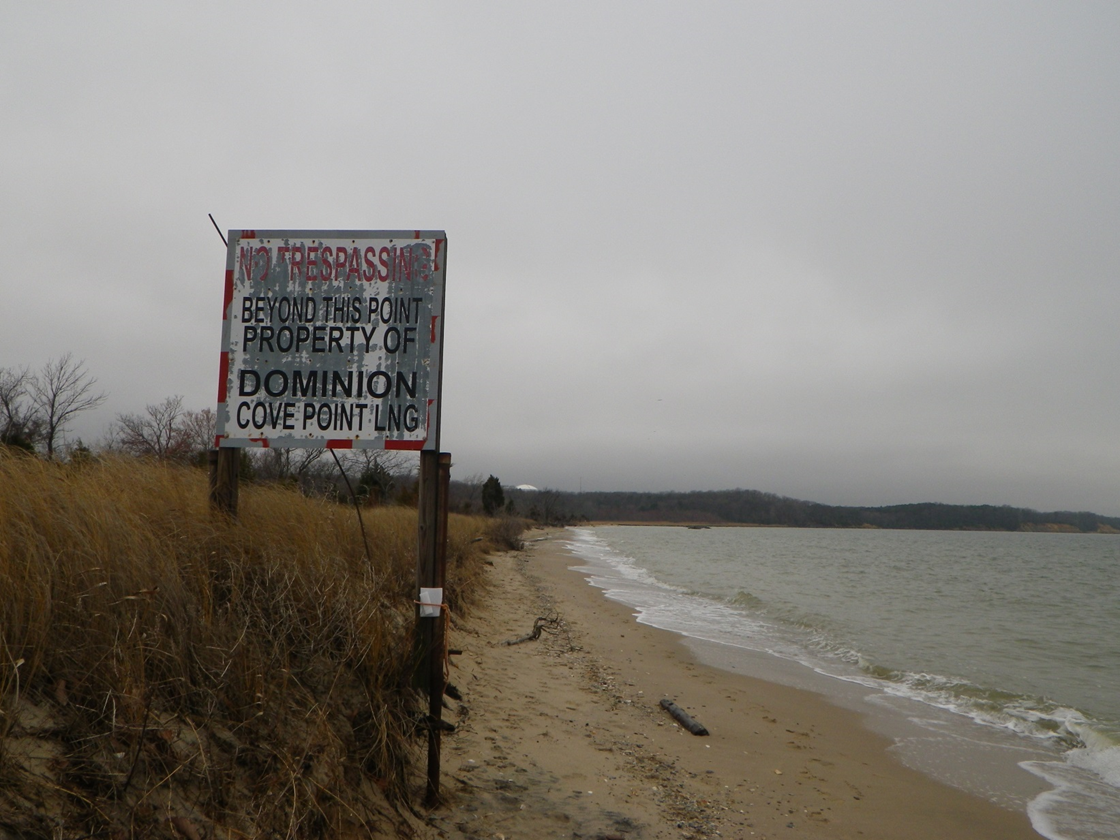 NO TRESPASSING
BEYOND THIS POINT
PROPERTY OF
DOMINION
COVE POINT LNG